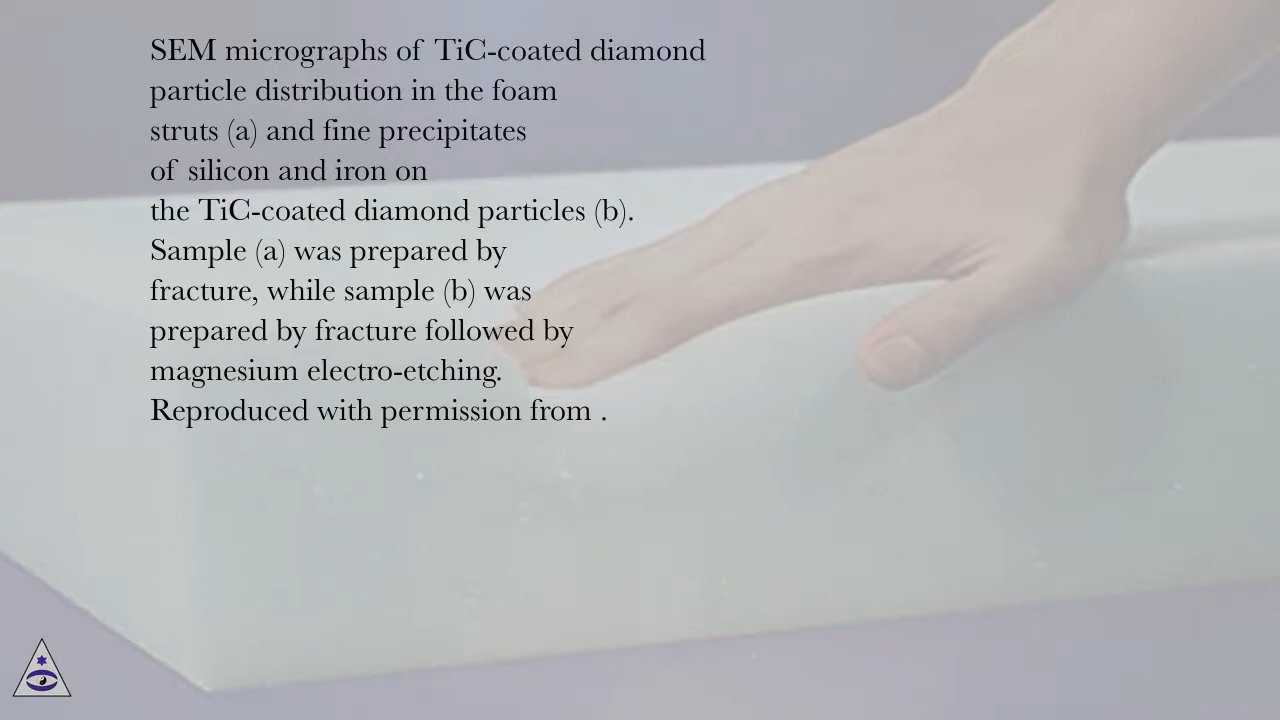 SEM micrographs of TiC-coated diamond
particle distribution in the foam
struts (a) and fine precipitates
of silicon and iron on
the TiC-coated diamond particles (b).
Sample (a) was prepared by
fracture, while sample (b) was
prepared by fracture followed by
magnesium electro-etching.
Reproduced with permission from .